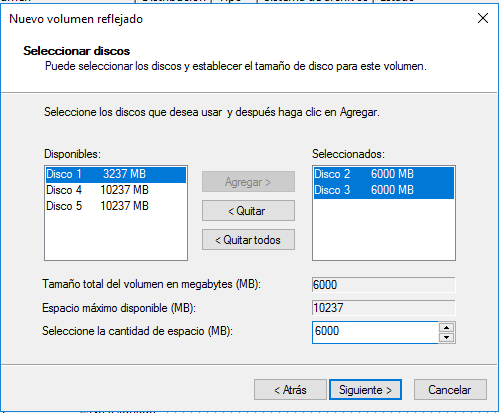 Nuevo volumen reflejado
Seleccionar discos
Puede seleccionar los discos y establecer el tamaño de disco para este volumen.
Seleccione los discos que desea usar y después haga clic en Agregar.
Disponibles:
Disco 1 3237 MB
Disco 4 10237 MB
Disco 5 10237 MB
Agregar >
< Quitar
< Quitar todos
Seleccionados:
Disco 2 6000 MB
Disco 3 6000 MB
Tamaño total del volumen en megabytes (MB): 6000
Espacio máximo disponible (MB): 10237
Seleccione la cantidad de espacio (MB): 6000
< Atrás Siguiente > Cancelar